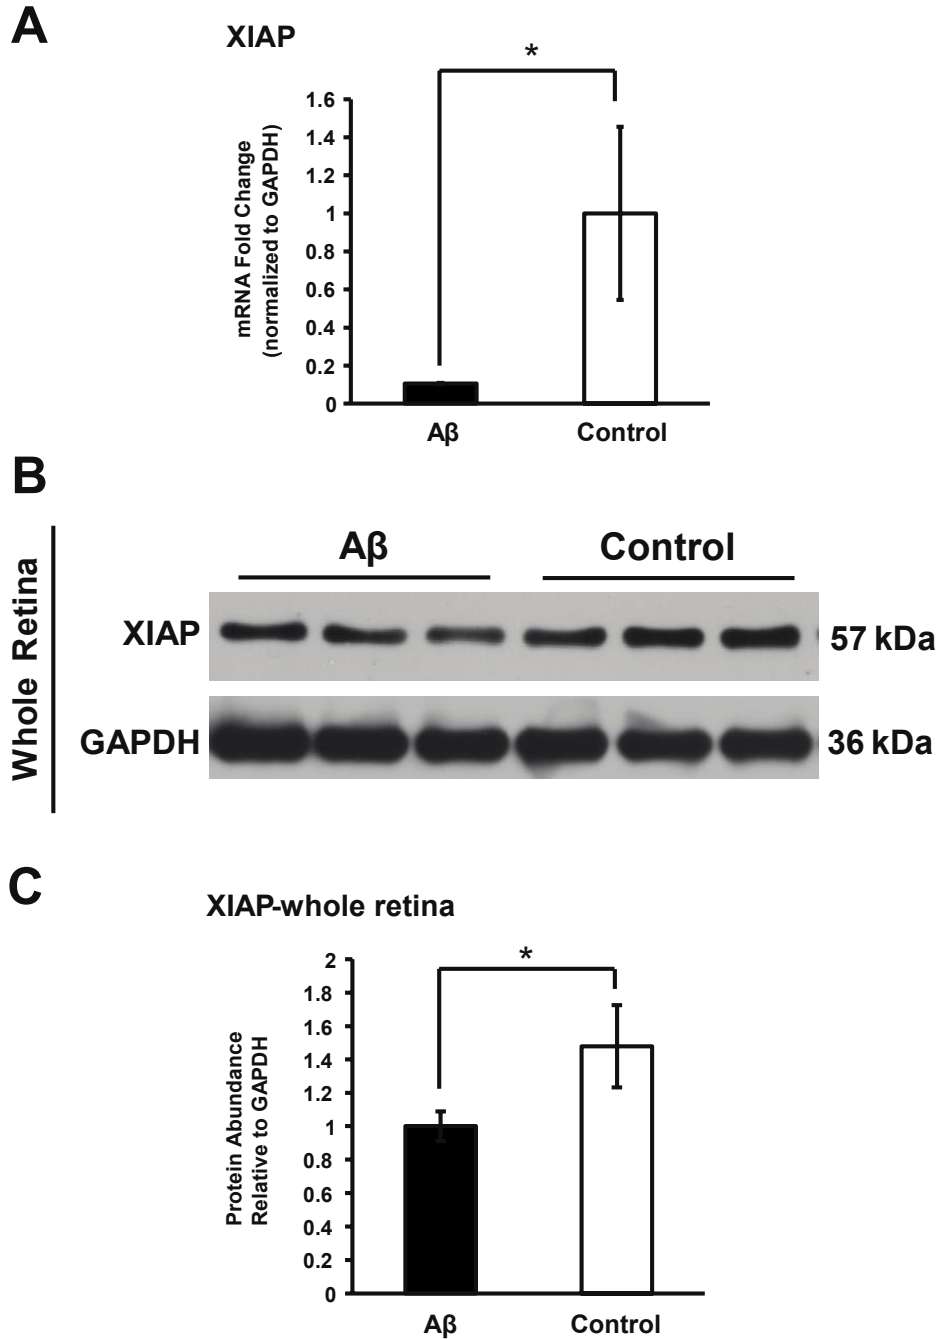 A
XIAP
*
1.6
1.4
1.2
1
0.8
0.6
0.4
0.2
0
mRNA Fold Change
(normalized to GAPDH)
Aβ
Control
B
Whole Retina
Aβ
Control
XIAP
57 kDa
GAPDH
36 kDa
C
XIAP-whole retina
*
2
1.8
1.6
1.4
1.2
1
0.8
0.6
0.4
0.2
0
Protein Abundance
Relative to GAPDH
Aβ
Control